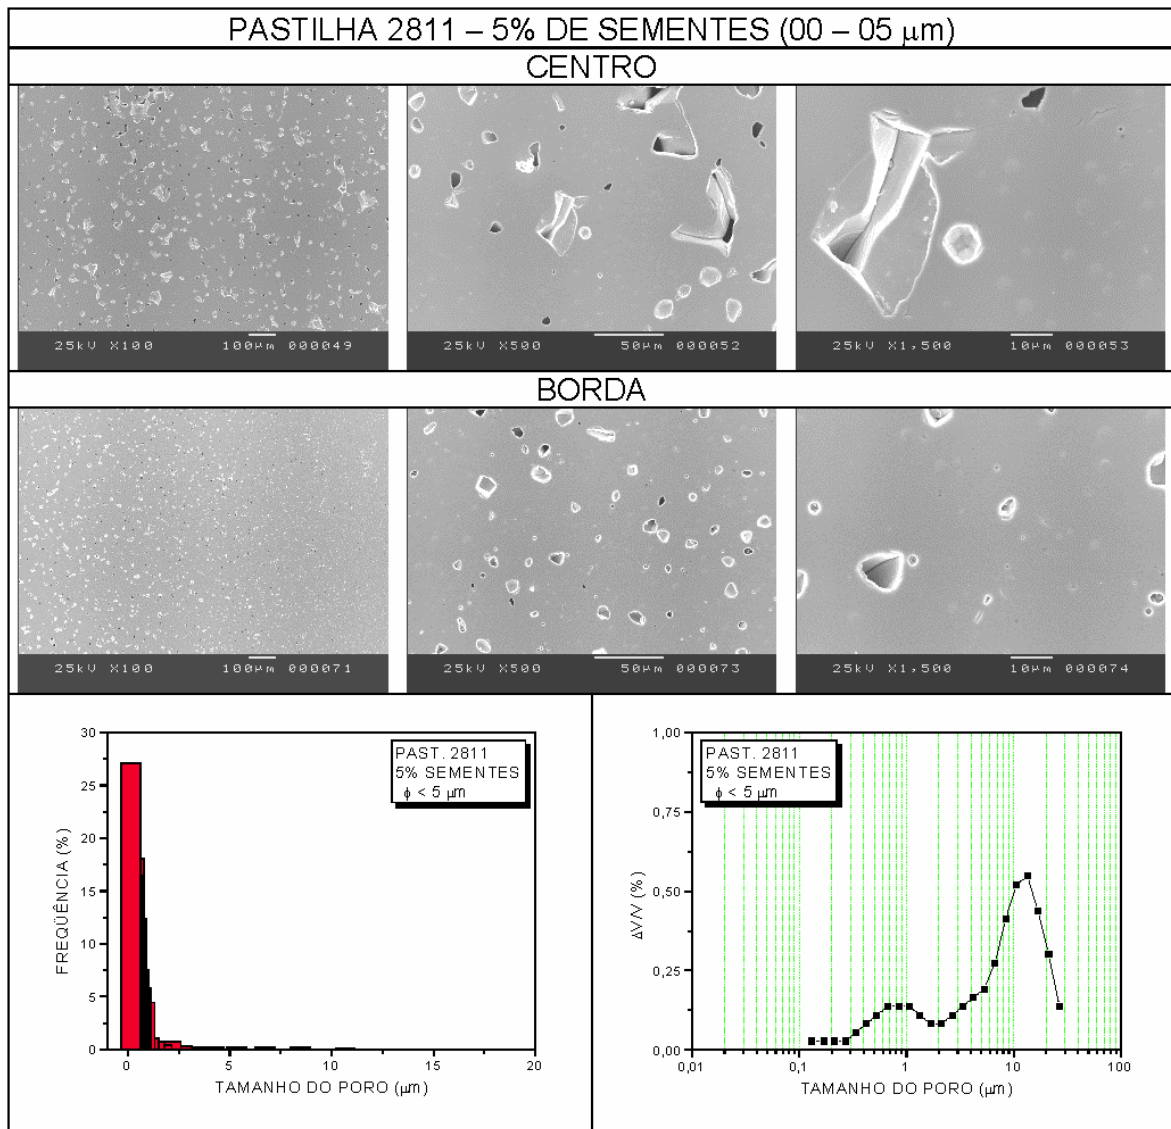 PASTILHA 2811 – 5% DE SEMENTES (00 – 05 μm)
CENTRO
25kV X100 100μm 000049
25kV X500 50μm 000052
25kV X1,500 10μm 000053
BORDA
25kV X100 100μm 000071
25kV X500 50μm 000073
25kV X1,500 10μm 000074
30
25
20
15
10
5
0
FREQÜÊNCIA (%)
PAST. 2811
5% SEMENTES
ϕ < 5 μm
0 5 10 15 20
TAMANHO DO PORO (μm)
1,00
0,75
0,50
0,25
0,00
ΔV/V (%)
PAST. 2811
5% SEMENTES
ϕ < 5 μm
0,01 0,1 1 10 100
TAMANHO DO PORO (μm)